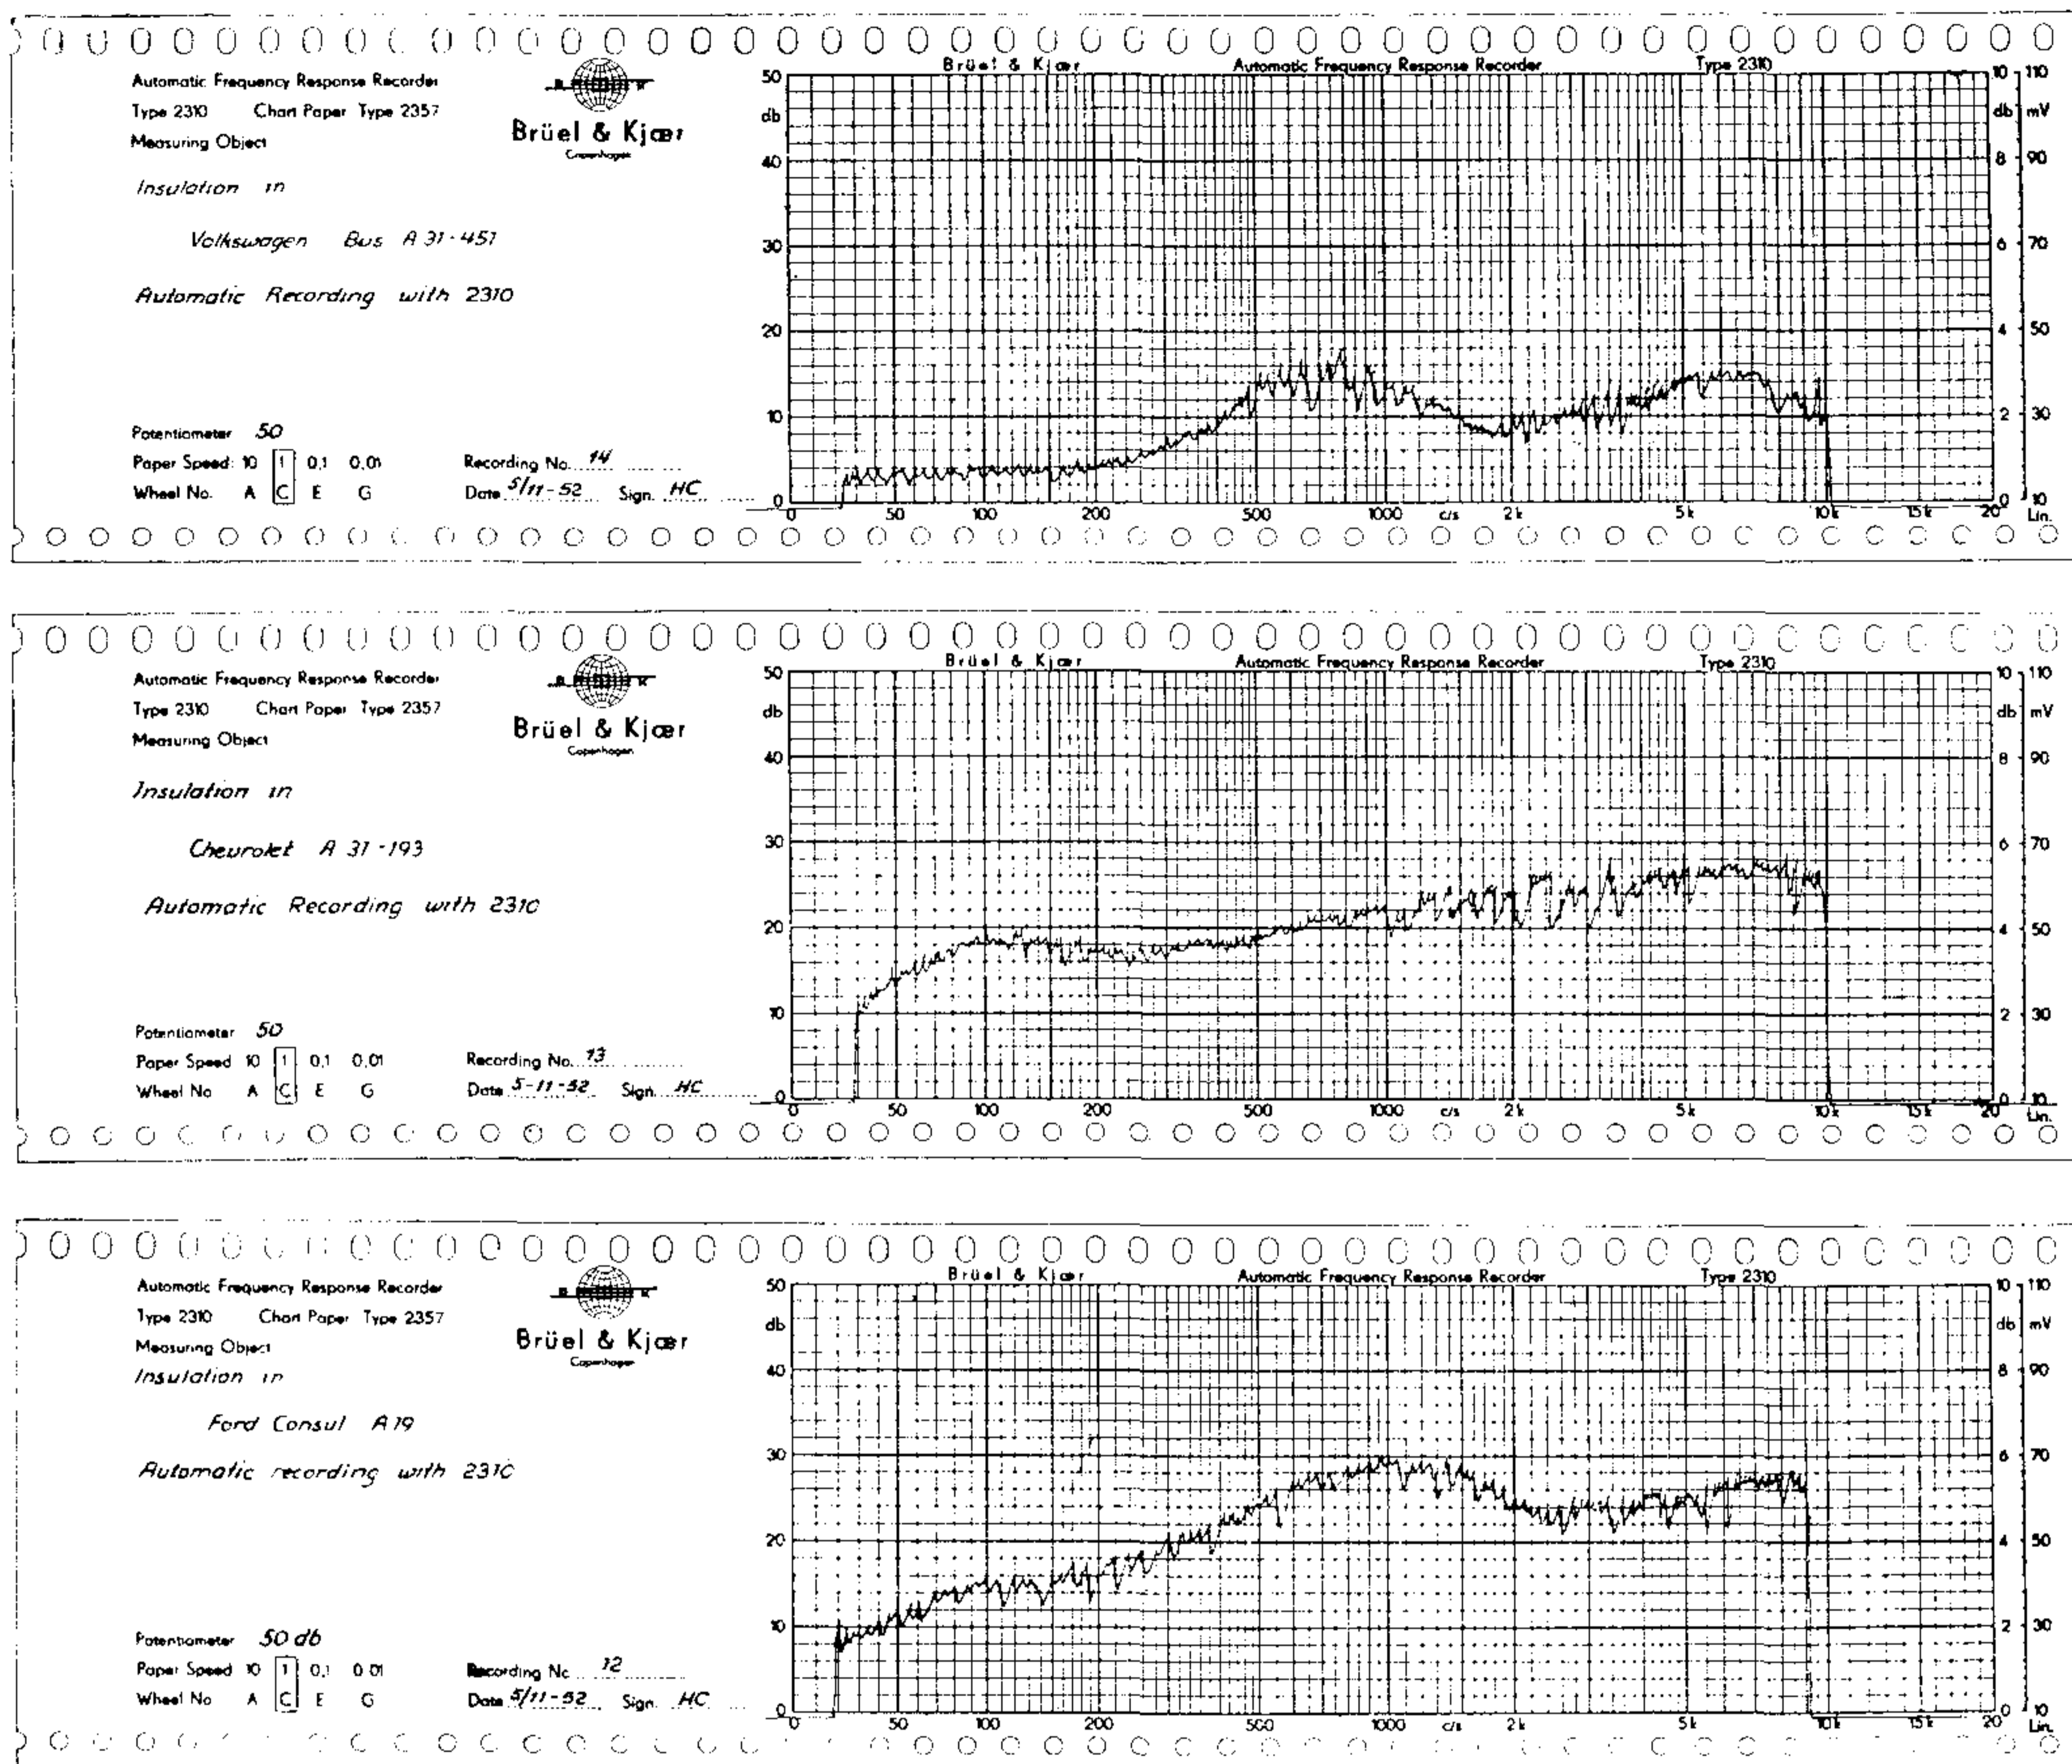 Automatic Frequency Response Recorder
Type 2310 Chart Paper Type 2357
Measuring Object
Insulation in
Volkswagen Bus A 31-451
Automatic Recording with 2310
Potentiometer 50
Paper Speed: 10 1 0,1 0,01
Wheel No. A C E G
Recording No. 14
Date 5/11-52 Sign. HC
B K
Brüel & Kjær
Copenhagen
Brüel & Kjær Automatic Frequency Response Recorder Type 2310
50 10 110
db db mV
40 8 90
30 6 70
20 4 50
10 2 30
0 0 10
0 50 100 200 500 1000 c/s 2k 5k 10k 15k 20 Lin.
Automatic Frequency Response Recorder
Type 2310 Chart Paper Type 2357
Measuring Object
Insulation in
Chevrolet A 31-193
Automatic Recording with 2310
Potentiometer 50
Paper Speed 10 1 0,1 0,01
Wheel No A C E G
Recording No. 13
Date 5-11-52 Sign. HC
Brüel & Kjær
Copenhagen
Brüel & Kjær Automatic Frequency Response Recorder Type 2310
50 10 110
db db mV
40 8 90
30 6 70
20 4 50
10 2 30
0 0 10
0 50 100 200 500 1000 c/s 2k 5k 10k 15k 20 Lin.
Automatic Frequency Response Recorder
Type 2310 Chart Paper Type 2357
Measuring Object
Insulation in
Ford Consul A 19
Automatic recording with 2310
Potentiometer 50 db
Paper Speed 10 1 0,1 0 01
Wheel No A C E G
Recording No 12
Date 5/11-52 Sign. HC
Brüel & Kjær
Copenhagen
Brüel & Kjær Automatic Frequency Response Recorder Type 2310
50 10 110
db db mV
40 8 90
30 6 70
20 4 50
10 2 30
0 0 10
0 50 100 200 500 1000 c/s 2k 5k 10k 15k 20 Lin.